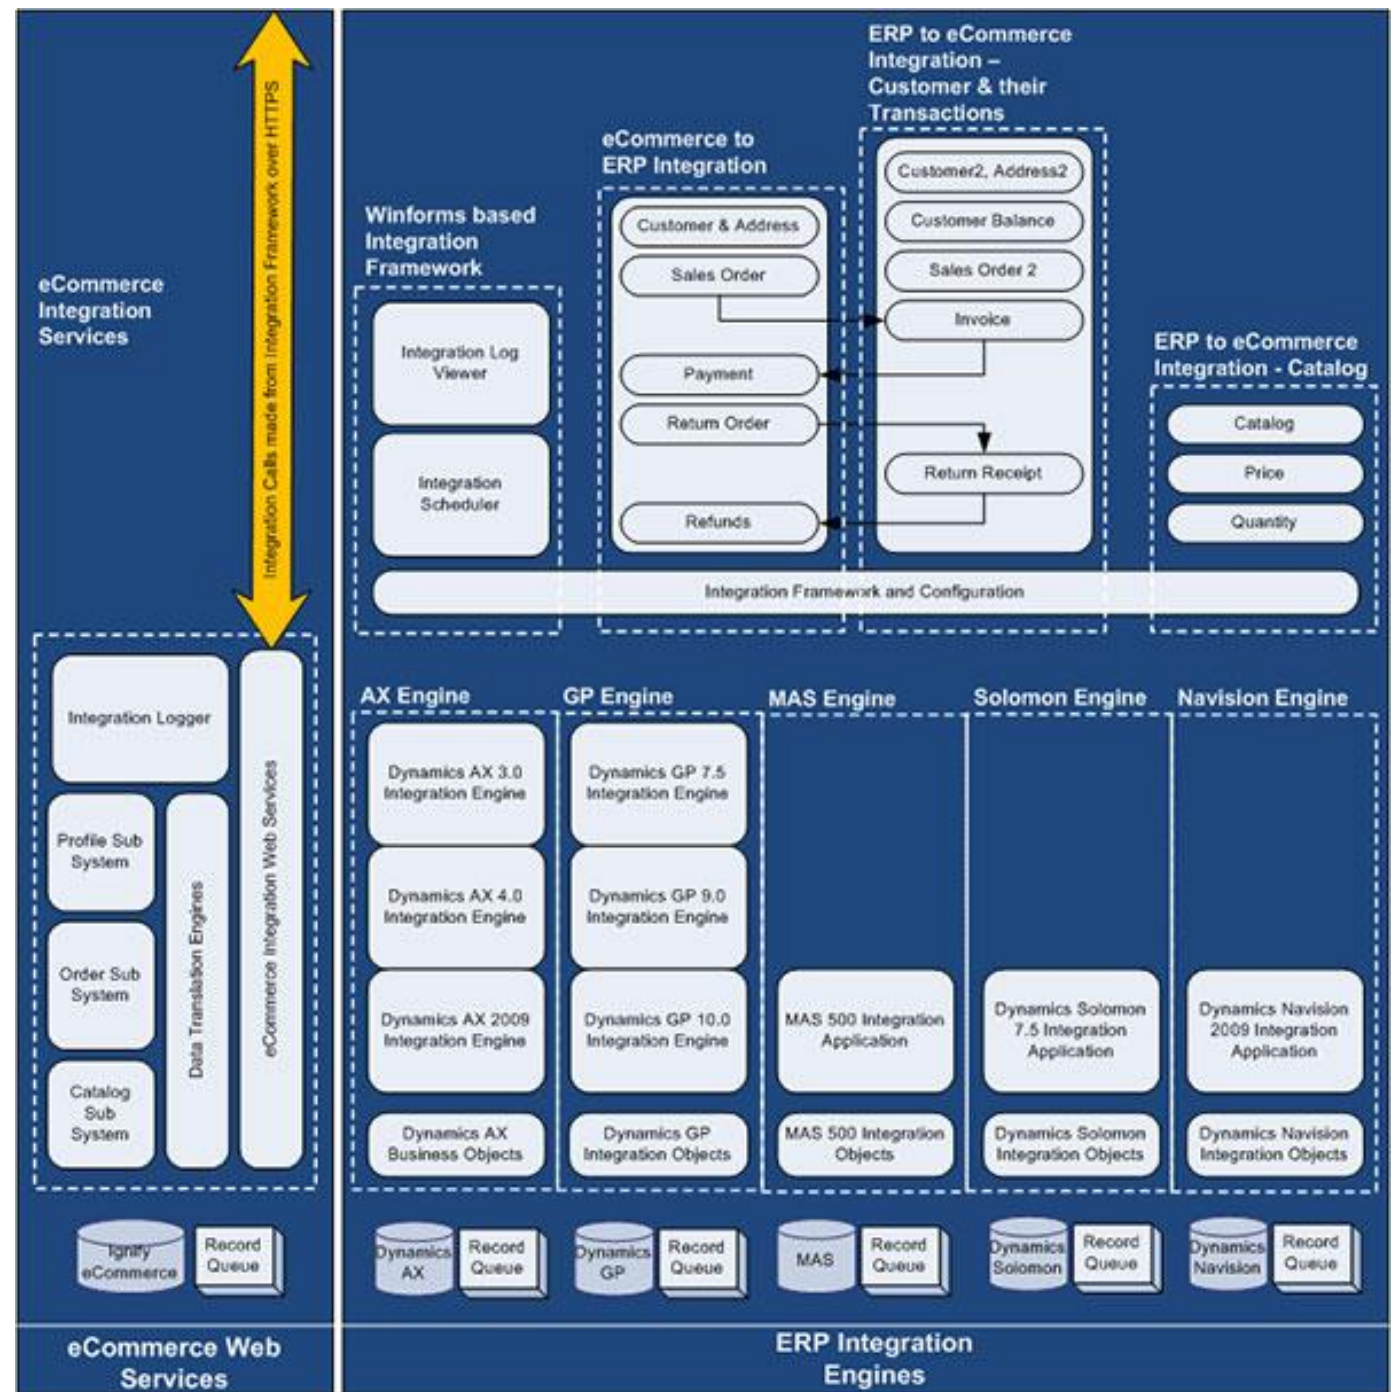 eCommerce
Integration
Services
Integration Calls made from Integration Framework over HTTPS
Integration Logger
Profile Sub
System
Order Sub
System
Catalog
Sub
System
Data Translation Engines
eCommerce Integration Web Services
Ignify
eCommerce
Record
Queue
eCommerce Web
Services
Winforms based
Integration
Framework
Integration Log
Viewer
Integration
Scheduler
eCommerce to
ERP Integration
Customer & Address
Sales Order
Payment
Return Order
Refunds
ERP to eCommerce
Integration –
Customer & their
Transactions
Customer2, Address2
Customer Balance
Sales Order 2
Invoice
Return Receipt
ERP to eCommerce
Integration - Catalog
Catalog
Price
Quantity
Integration Framework and Configuration
AX Engine
Dynamics AX 3.0
Integration Engine
Dynamics AX 4.0
Integration Engine
Dynamics AX 2009
Integration Engine
Dynamics AX
Business Objects
GP Engine
Dynamics GP 7.5
Integration Engine
Dynamics GP 9.0
Integration Engine
Dynamics GP 10.0
Integration Engine
Dynamics GP
Integration Objects
MAS Engine
MAS 500 Integration
Application
MAS 500 Integration
Objects
Solomon Engine
Dynamics Solomon
7.5 Integration
Application
Dynamics Solomon
Integration Objects
Navision Engine
Dynamics Navision
2009 Integration
Application
Dynamics Navision
Integration Objects
Dynamics
AX
Record
Queue
Dynamics
GP
Record
Queue
MAS
Record
Queue
Dynamics
Solomon
Record
Queue
Dynamics
Navision
Record
Queue
ERP Integration
Engines